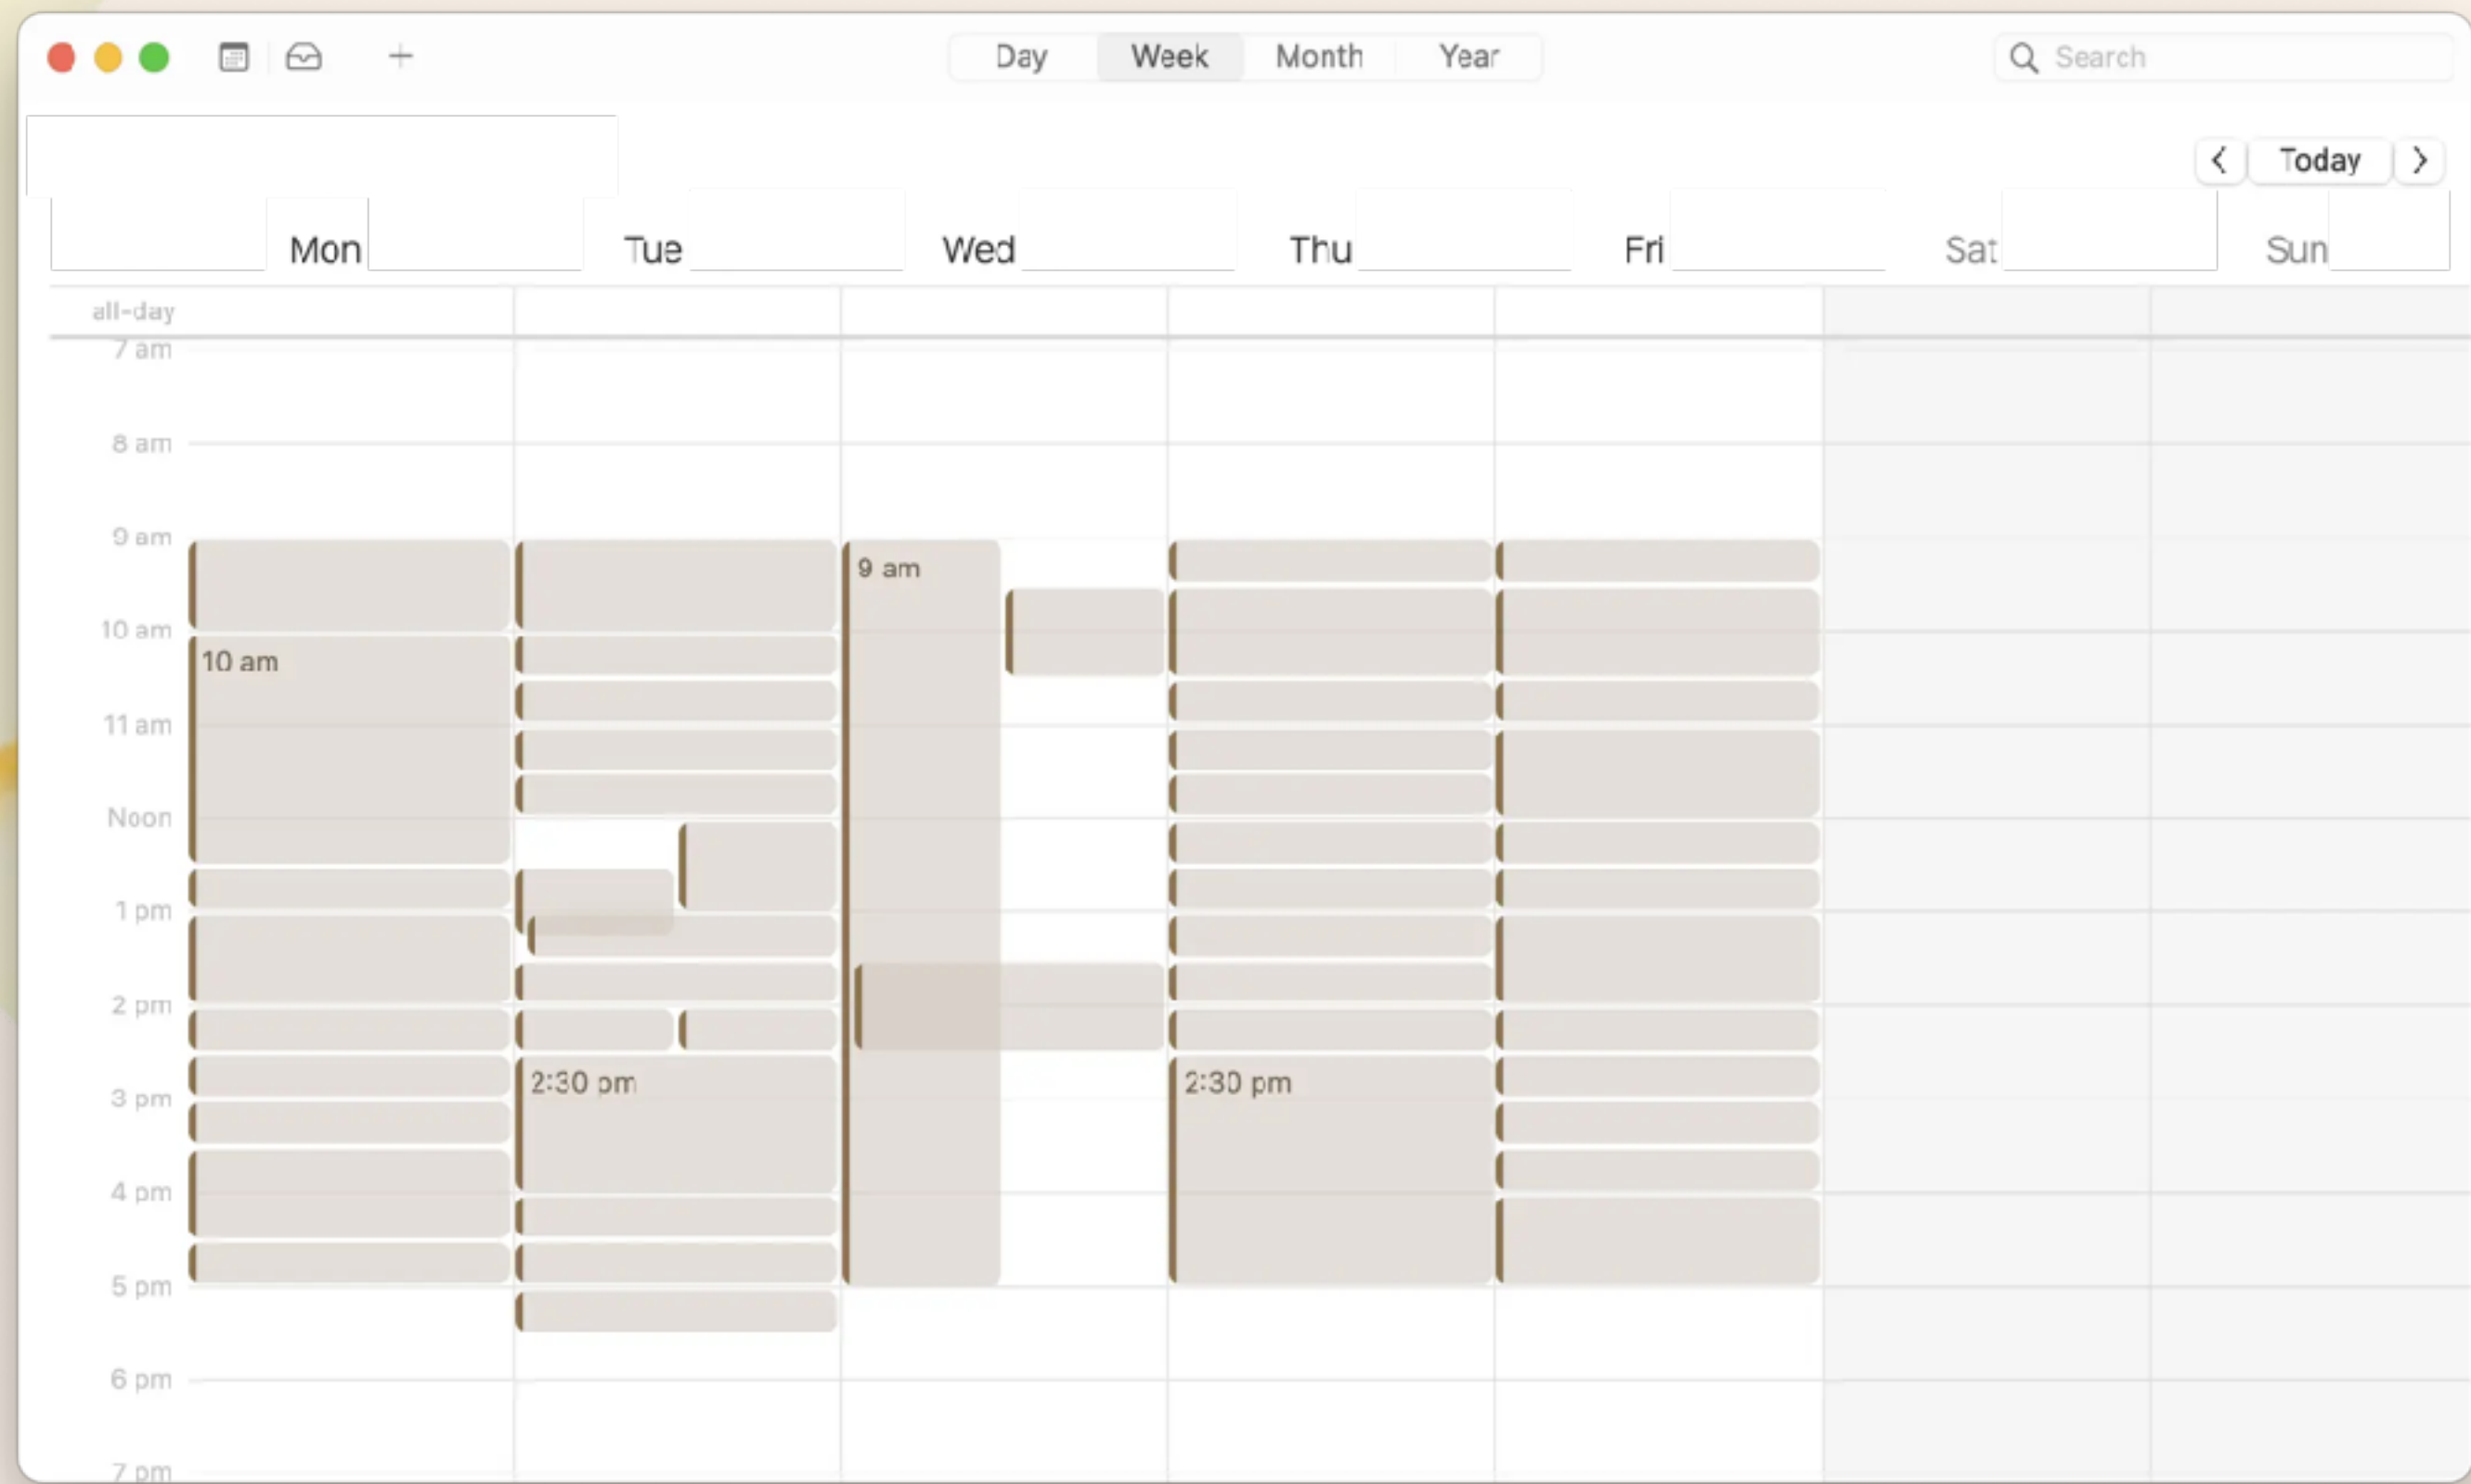 Day Week Month Year Search
Today
Mon Tue Wed Thu Fri Sat Sun
all-day
7 am
8 am
9 am
9 am
10 am
10 am
11 am
Noon
1 pm
2 pm
2:30 pm 2:30 pm
3 pm
4 pm
5 pm
6 pm
7 pm